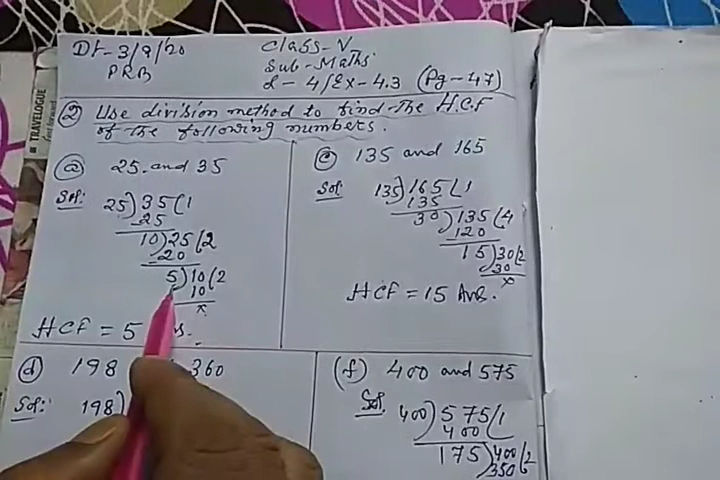 Dt-3/9/20
Class-V
PRB
Sub-Maths
L-4/Ex-4.3 (Pg-47)
② Use division method to find the H.C.F
of the following numbers.
ⓐ 25 and 35
Sol: 25)35(1
25
10)25(2
-20
5)10(2
10
x
HCF = 5
ⓒ 135 and 165
Sol 135)165(1
135
30)135(4
-120
15)30(2
30
x
HCF = 15 Ans.
ⓓ 198 360
Sol: 198)
(f) 400 and 575
Sol. 400)575(1
400
175)400(2
350
TRAVELOGUE